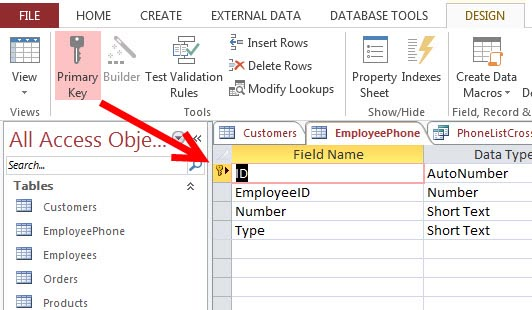 FILE HOME CREATE EXTERNAL DATA DATABASE TOOLS DESIGN
View
Primary Key
Builder
Test Validation Rules
Insert Rows
Delete Rows
Modify Lookups
Property Sheet
Indexes
Create Data Macros
Views
Tools
Show/Hide
Field, Record &
All Access Obje...
Search...
Tables
Customers
EmployeePhone
Employees
Orders
Products
Customers EmployeePhone PhoneListCross
Field Name Data Type
ID AutoNumber
EmployeeID Number
Number Short Text
Type Short Text